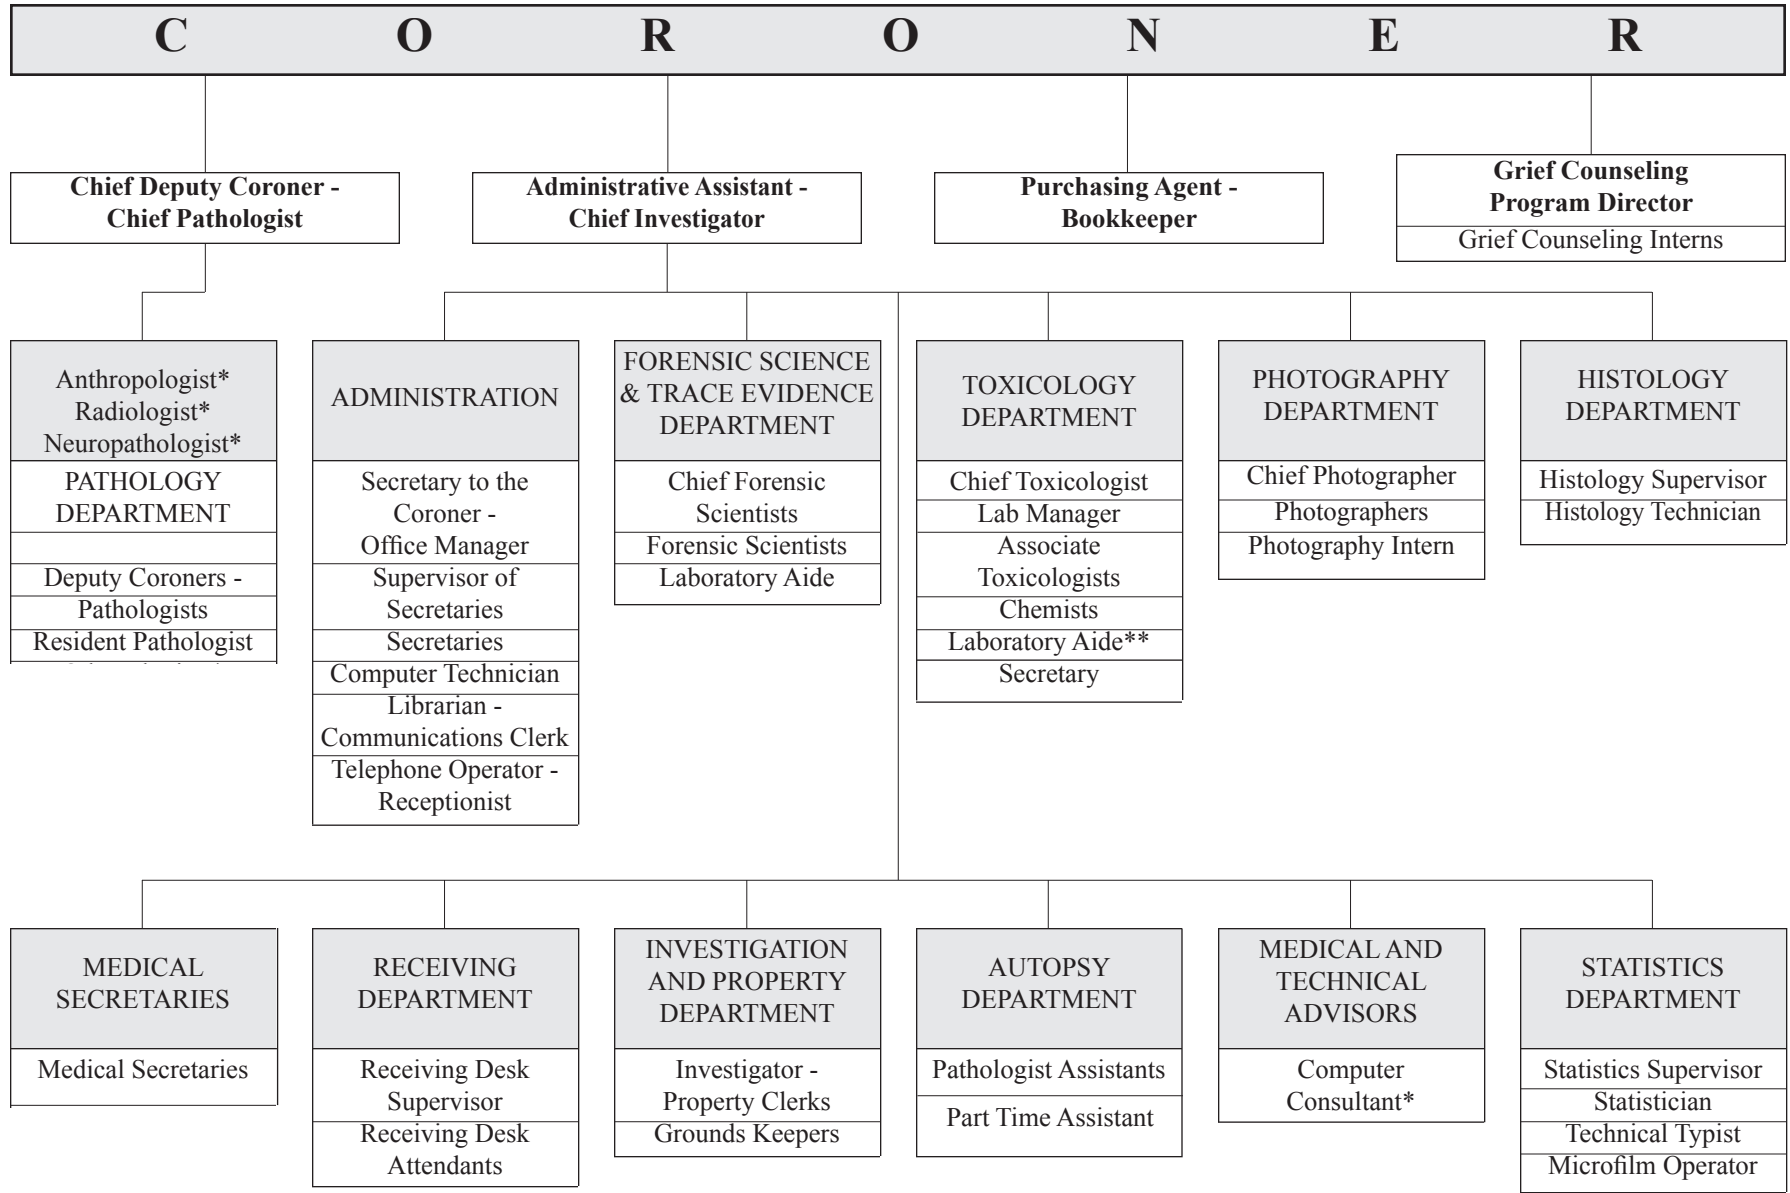 C O R O N E R
Chief Deputy Coroner -
Chief Pathologist
Administrative Assistant -
Chief Investigator
Purchasing Agent -
Bookkeeper
Grief Counseling
Program Director
Grief Counseling Interns
Anthropologist*
Radiologist*
Neuropathologist*
PATHOLOGY
DEPARTMENT
Deputy Coroners -
Pathologists
Resident Pathologist
ADMINISTRATION
Secretary to the
Coroner -
Office Manager
Supervisor of
Secretaries
Secretaries
Computer Technician
Librarian -
Communications Clerk
Telephone Operator -
Receptionist
FORENSIC SCIENCE
& TRACE EVIDENCE
DEPARTMENT
Chief Forensic
Scientists
Forensic Scientists
Laboratory Aide
TOXICOLOGY
DEPARTMENT
Chief Toxicologist
Lab Manager
Associate
Toxicologists
Chemists
Laboratory Aide**
Secretary
PHOTOGRAPHY
DEPARTMENT
Chief Photographer
Photographers
Photography Intern
HISTOLOGY
DEPARTMENT
Histology Supervisor
Histology Technician
MEDICAL
SECRETARIES
Medical Secretaries
RECEIVING
DEPARTMENT
Receiving Desk
Supervisor
Receiving Desk
Attendants
INVESTIGATION
AND PROPERTY
DEPARTMENT
Investigator -
Property Clerks
Grounds Keepers
AUTOPSY
DEPARTMENT
Pathologist Assistants
Part Time Assistant
MEDICAL AND
TECHNICAL
ADVISORS
Computer
Consultant*
STATISTICS
DEPARTMENT
Statistics Supervisor
Statistician
Technical Typist
Microfilm Operator